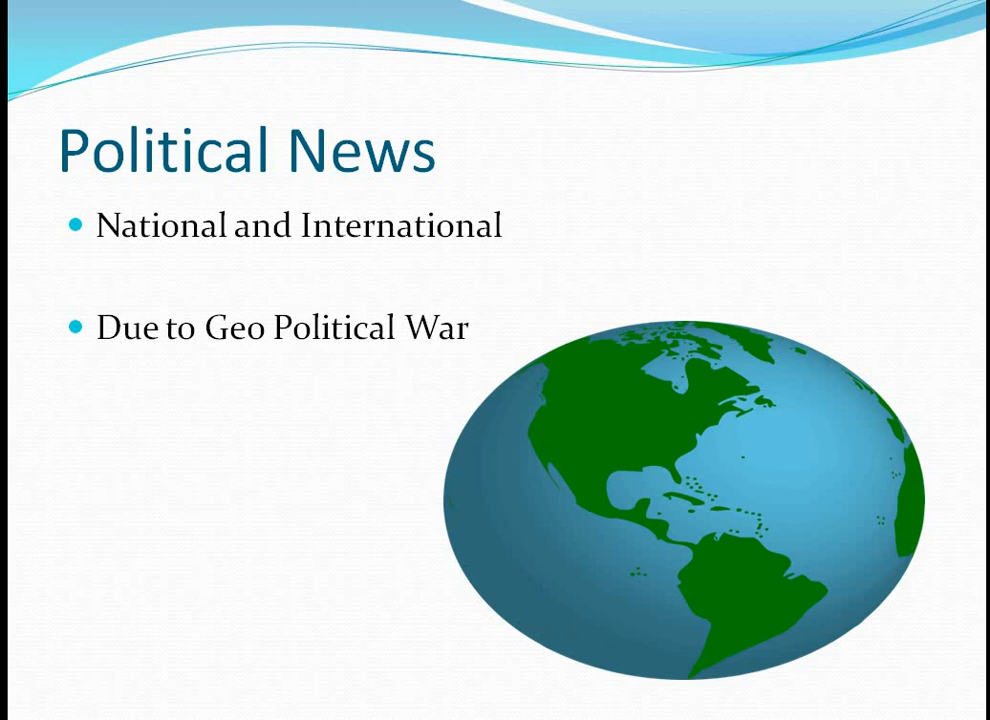 Political News
National and International
Due to Geo Political War